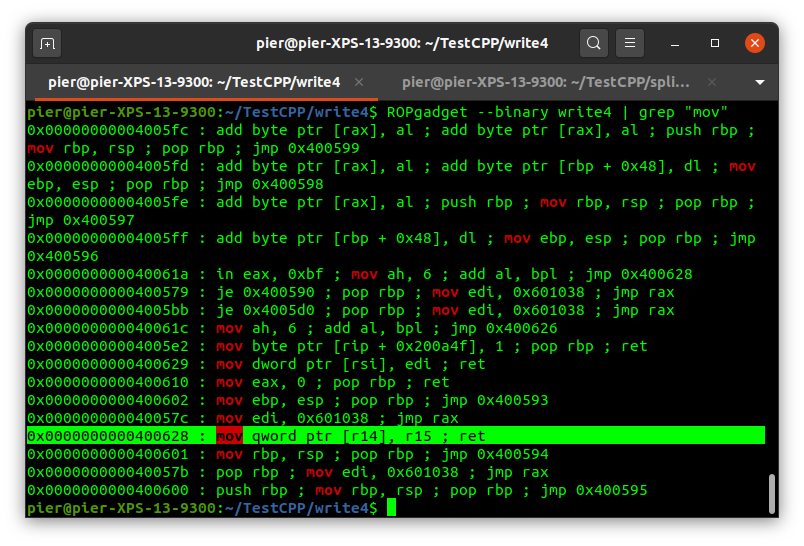 pier@pier-XPS-13-9300: ~/TestCPP/write4
pier@pier-XPS-13-9300: ~/TestCPP/write4 × pier@pier-XPS-13-9300: ~/TestCPP/spli... ×
pier@pier-XPS-13-9300:~/TestCPP/write4$ ROPgadget --binary write4 | grep "mov"
0x00000000004005fc : add byte ptr [rax], al ; add byte ptr [rax], al ; push rbp ;
mov rbp, rsp ; pop rbp ; jmp 0x400599
0x00000000004005fd : add byte ptr [rax], al ; add byte ptr [rbp + 0x48], dl ; mov
ebp, esp ; pop rbp ; jmp 0x400598
0x00000000004005fe : add byte ptr [rax], al ; push rbp ; mov rbp, rsp ; pop rbp ;
jmp 0x400597
0x00000000004005ff : add byte ptr [rbp + 0x48], dl ; mov ebp, esp ; pop rbp ; jmp
0x400596
0x000000000040061a : in eax, 0xbf ; mov ah, 6 ; add al, bpl ; jmp 0x400628
0x0000000000400579 : je 0x400590 ; pop rbp ; mov edi, 0x601038 ; jmp rax
0x00000000004005bb : je 0x4005d0 ; pop rbp ; mov edi, 0x601038 ; jmp rax
0x000000000040061c : mov ah, 6 ; add al, bpl ; jmp 0x400626
0x00000000004005e2 : mov byte ptr [rip + 0x200a4f], 1 ; pop rbp ; ret
0x0000000000400629 : mov dword ptr [rsi], edi ; ret
0x0000000000400610 : mov eax, 0 ; pop rbp ; ret
0x0000000000400602 : mov ebp, esp ; pop rbp ; jmp 0x400593
0x000000000040057c : mov edi, 0x601038 ; jmp rax
0x0000000000400628 : mov qword ptr [r14], r15 ; ret
0x0000000000400601 : mov rbp, rsp ; pop rbp ; jmp 0x400594
0x000000000040057b : pop rbp ; mov edi, 0x601038 ; jmp rax
0x0000000000400600 : push rbp ; mov rbp, rsp ; pop rbp ; jmp 0x400595
pier@pier-XPS-13-9300:~/TestCPP/write4$